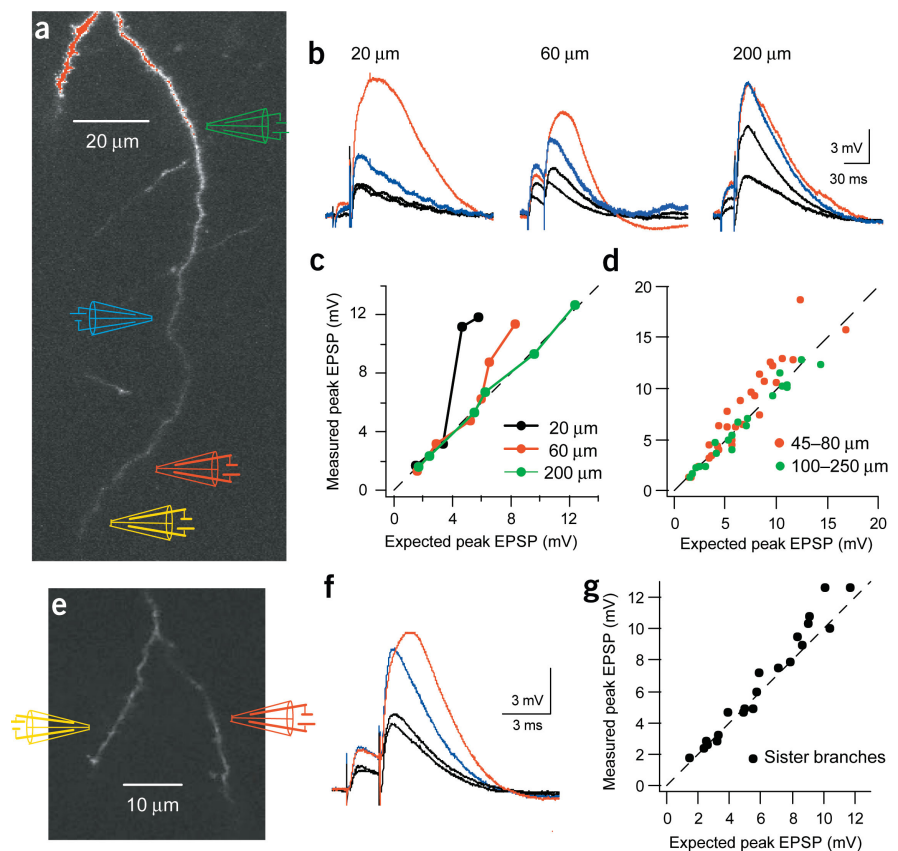 a
20 µm
b
20 µm
60 µm
200 µm
3 mV
30 ms
c
Measured peak EPSP (mV)
12
8
4
0
0 4 8 12
Expected peak EPSP (mV)
20 µm
60 µm
200 µm
d
20
15
10
5
0
0 5 10 15 20
Expected peak EPSP (mV)
45–80 µm
100–250 µm
e
10 µm
f
3 mV
3 ms
g
Measured peak EPSP (mV)
12
10
8
6
4
2
0
0 2 4 6 8 10 12
Expected peak EPSP (mV)
Sister branches